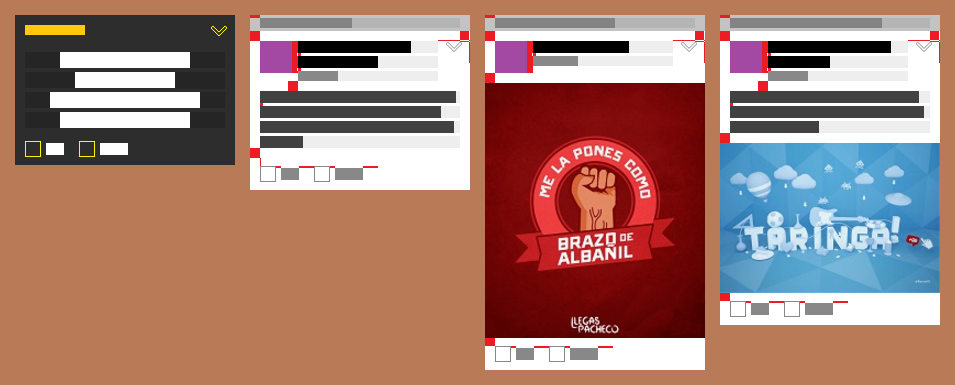 ME LA PONES COMO
BRAZO DE
ALBAÑIL
LLEGAS
PACHECO
TARINGA!